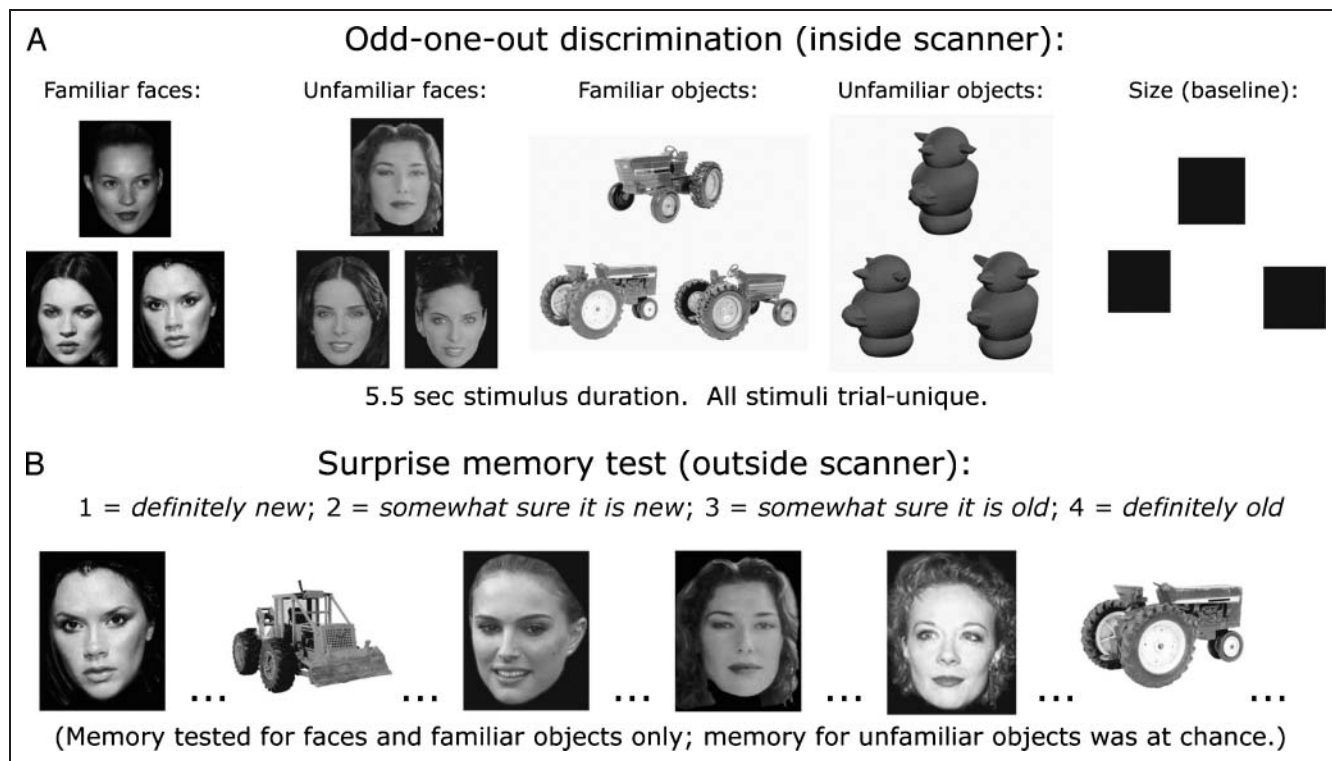 A
Odd-one-out discrimination (inside scanner):
Familiar faces:
Unfamiliar faces:
Familiar objects:
Unfamiliar objects:
Size (baseline):
5.5 sec stimulus duration. All stimuli trial-unique.
B
Surprise memory test (outside scanner):
1 = definitely new; 2 = somewhat sure it is new; 3 = somewhat sure it is old; 4 = definitely old
... ... ... ... ... ...
(Memory tested for faces and familiar objects only; memory for unfamiliar objects was at chance.)